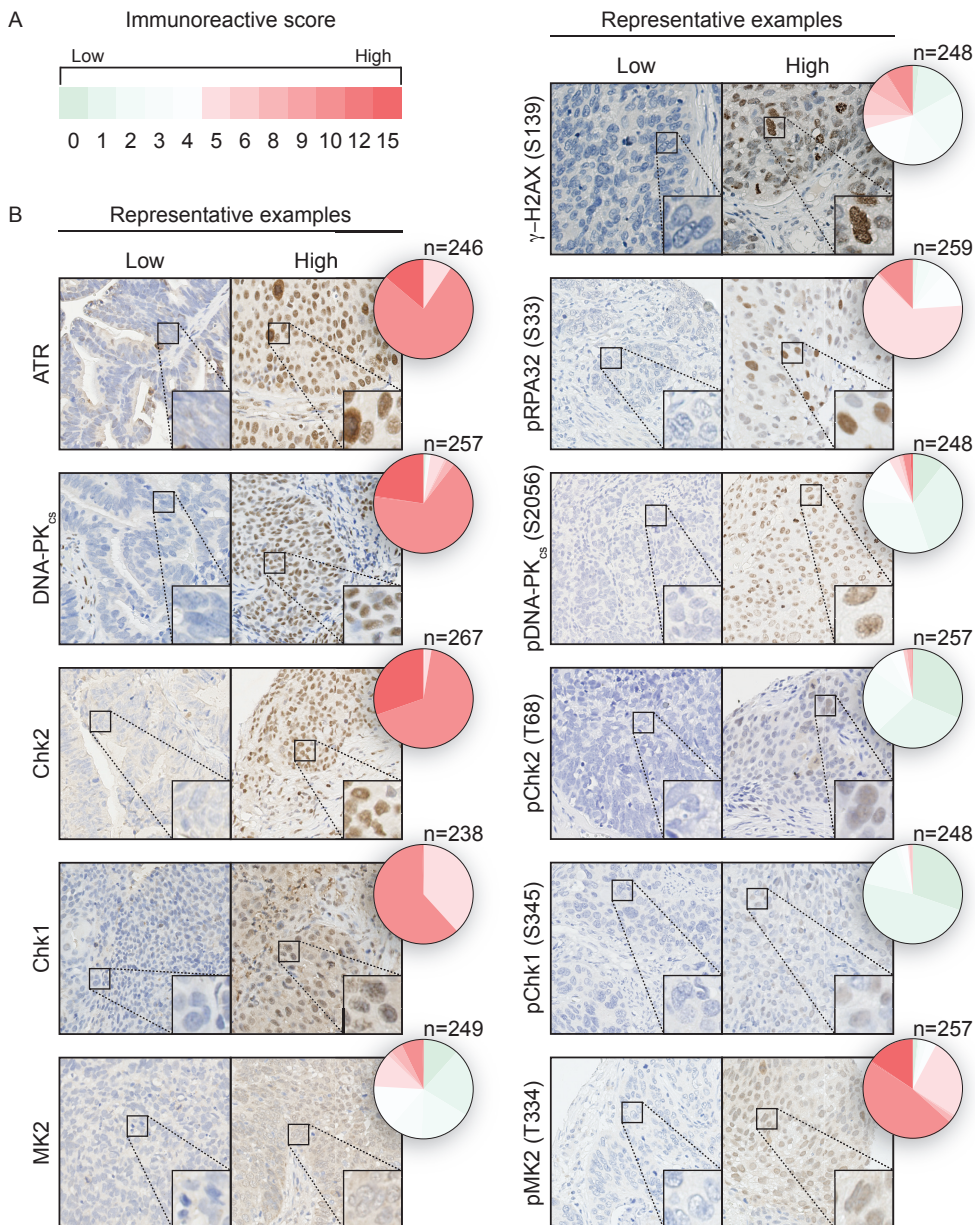 A
Immunoreactive score
Low High
0 1 2 3 4 5 6 8 9 10 12 15
B
Representative examples
Low High
ATR
n=246
DNA-PKcs
n=257
Chk2
n=267
Chk1
n=238
MK2
n=249
Representative examples
Low High
γ-H2AX (S139)
n=248
pRPA32 (S33)
n=259
pDNA-PKcs (S2056)
n=248
pChk2 (T68)
n=257
pChk1 (S345)
n=248
pMK2 (T334)
n=257